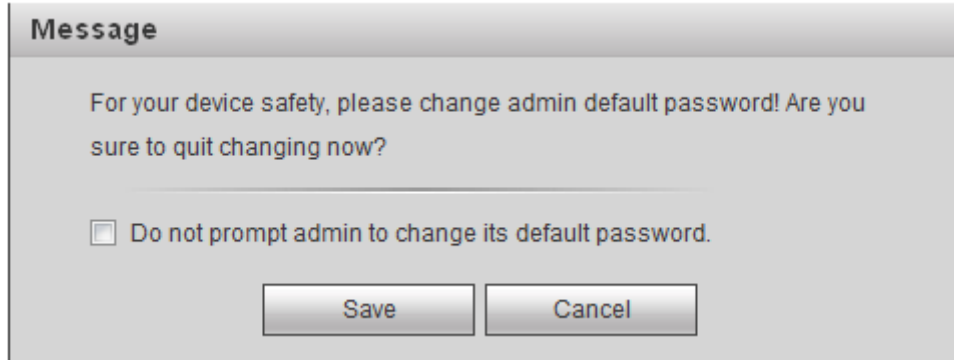 Message
For your device safety, please change admin default password! Are you
sure to quit changing now?
Do not prompt admin to change its default password.
Save
Cancel